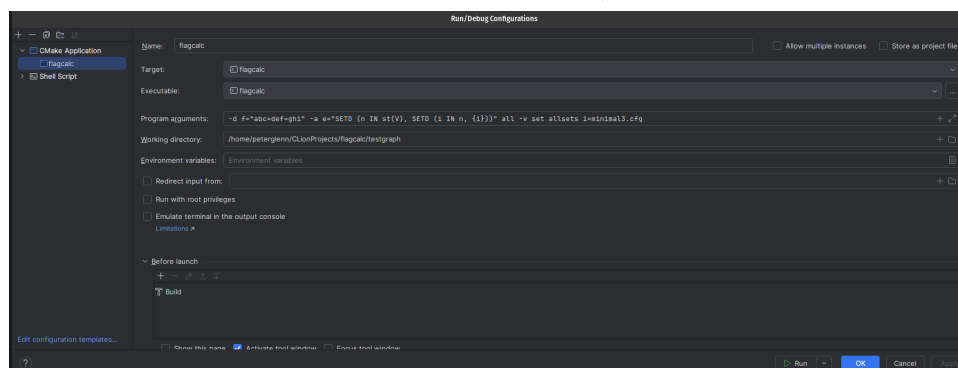 Run/Debug Configurations
CMake Application
flagcalc
Shell Script
Edit configuration templates...
Name: flagcalc
Allow multiple instances
Store as project file
Target: flagcalc
Executable: flagcalc
Program arguments: -d f="abc=def=ghi" -a e="SETD (n IN st(V), SETD (i IN n, {i}))" all -v set allsets i=minimal3.cfg
Working directory: /home/peterglenn/CLionProjects/flagcalc/testgraph
Environment variables: Environment variables
Redirect input from:
Run with root privileges
Emulate terminal in the output console
Limitations
Before launch
Build
Show this page
Activate tool window
Focus tool window
? Run OK Cancel